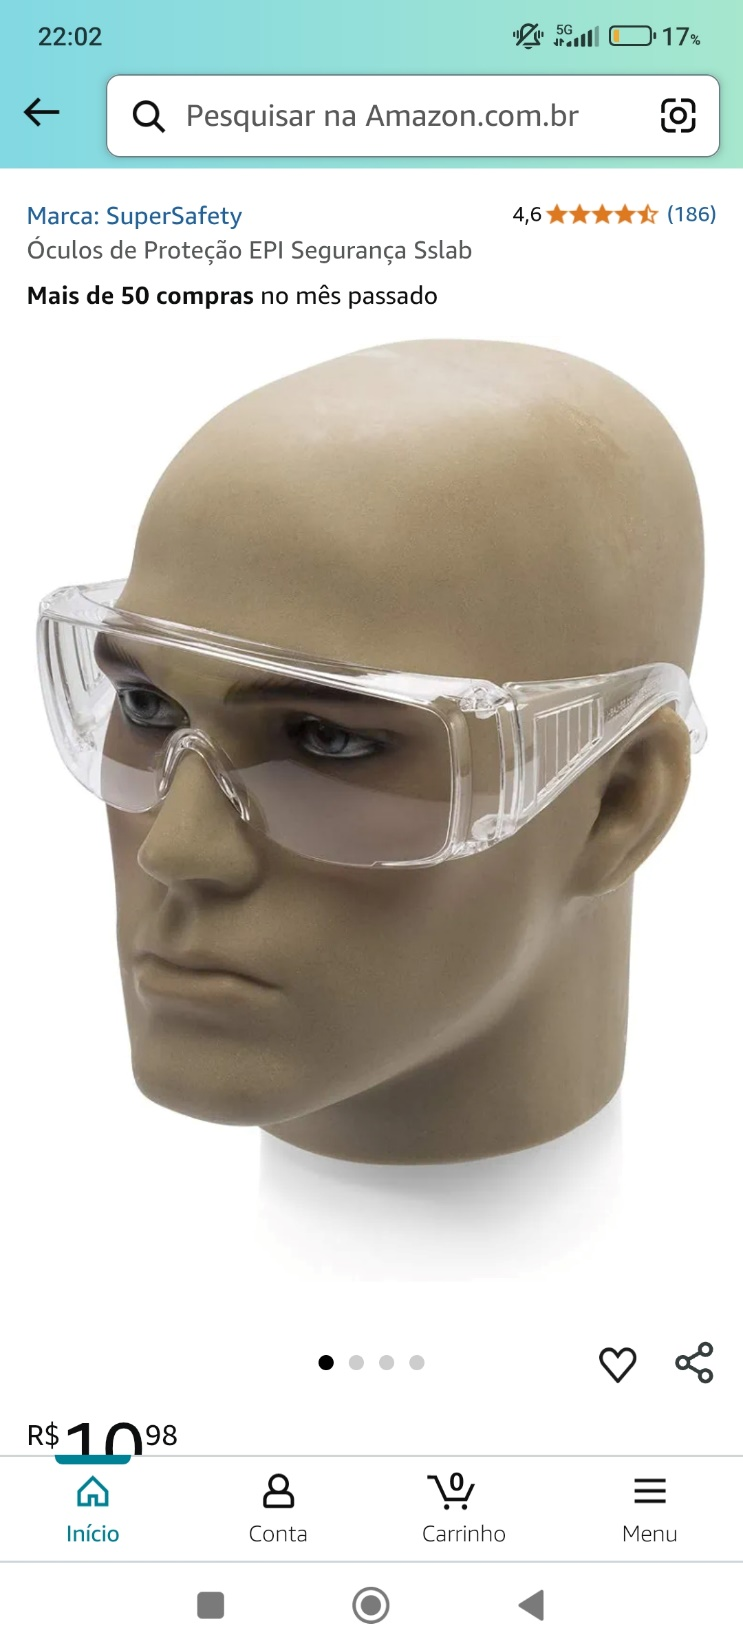 22:02
5G
17%
Pesquisar na Amazon.com.br
Marca: SuperSafety
4,6 (186)
Óculos de Proteção EPI Segurança Sslab
Mais de 50 compras no mês passado
R$1098
0
Início
Conta
Carrinho
Menu